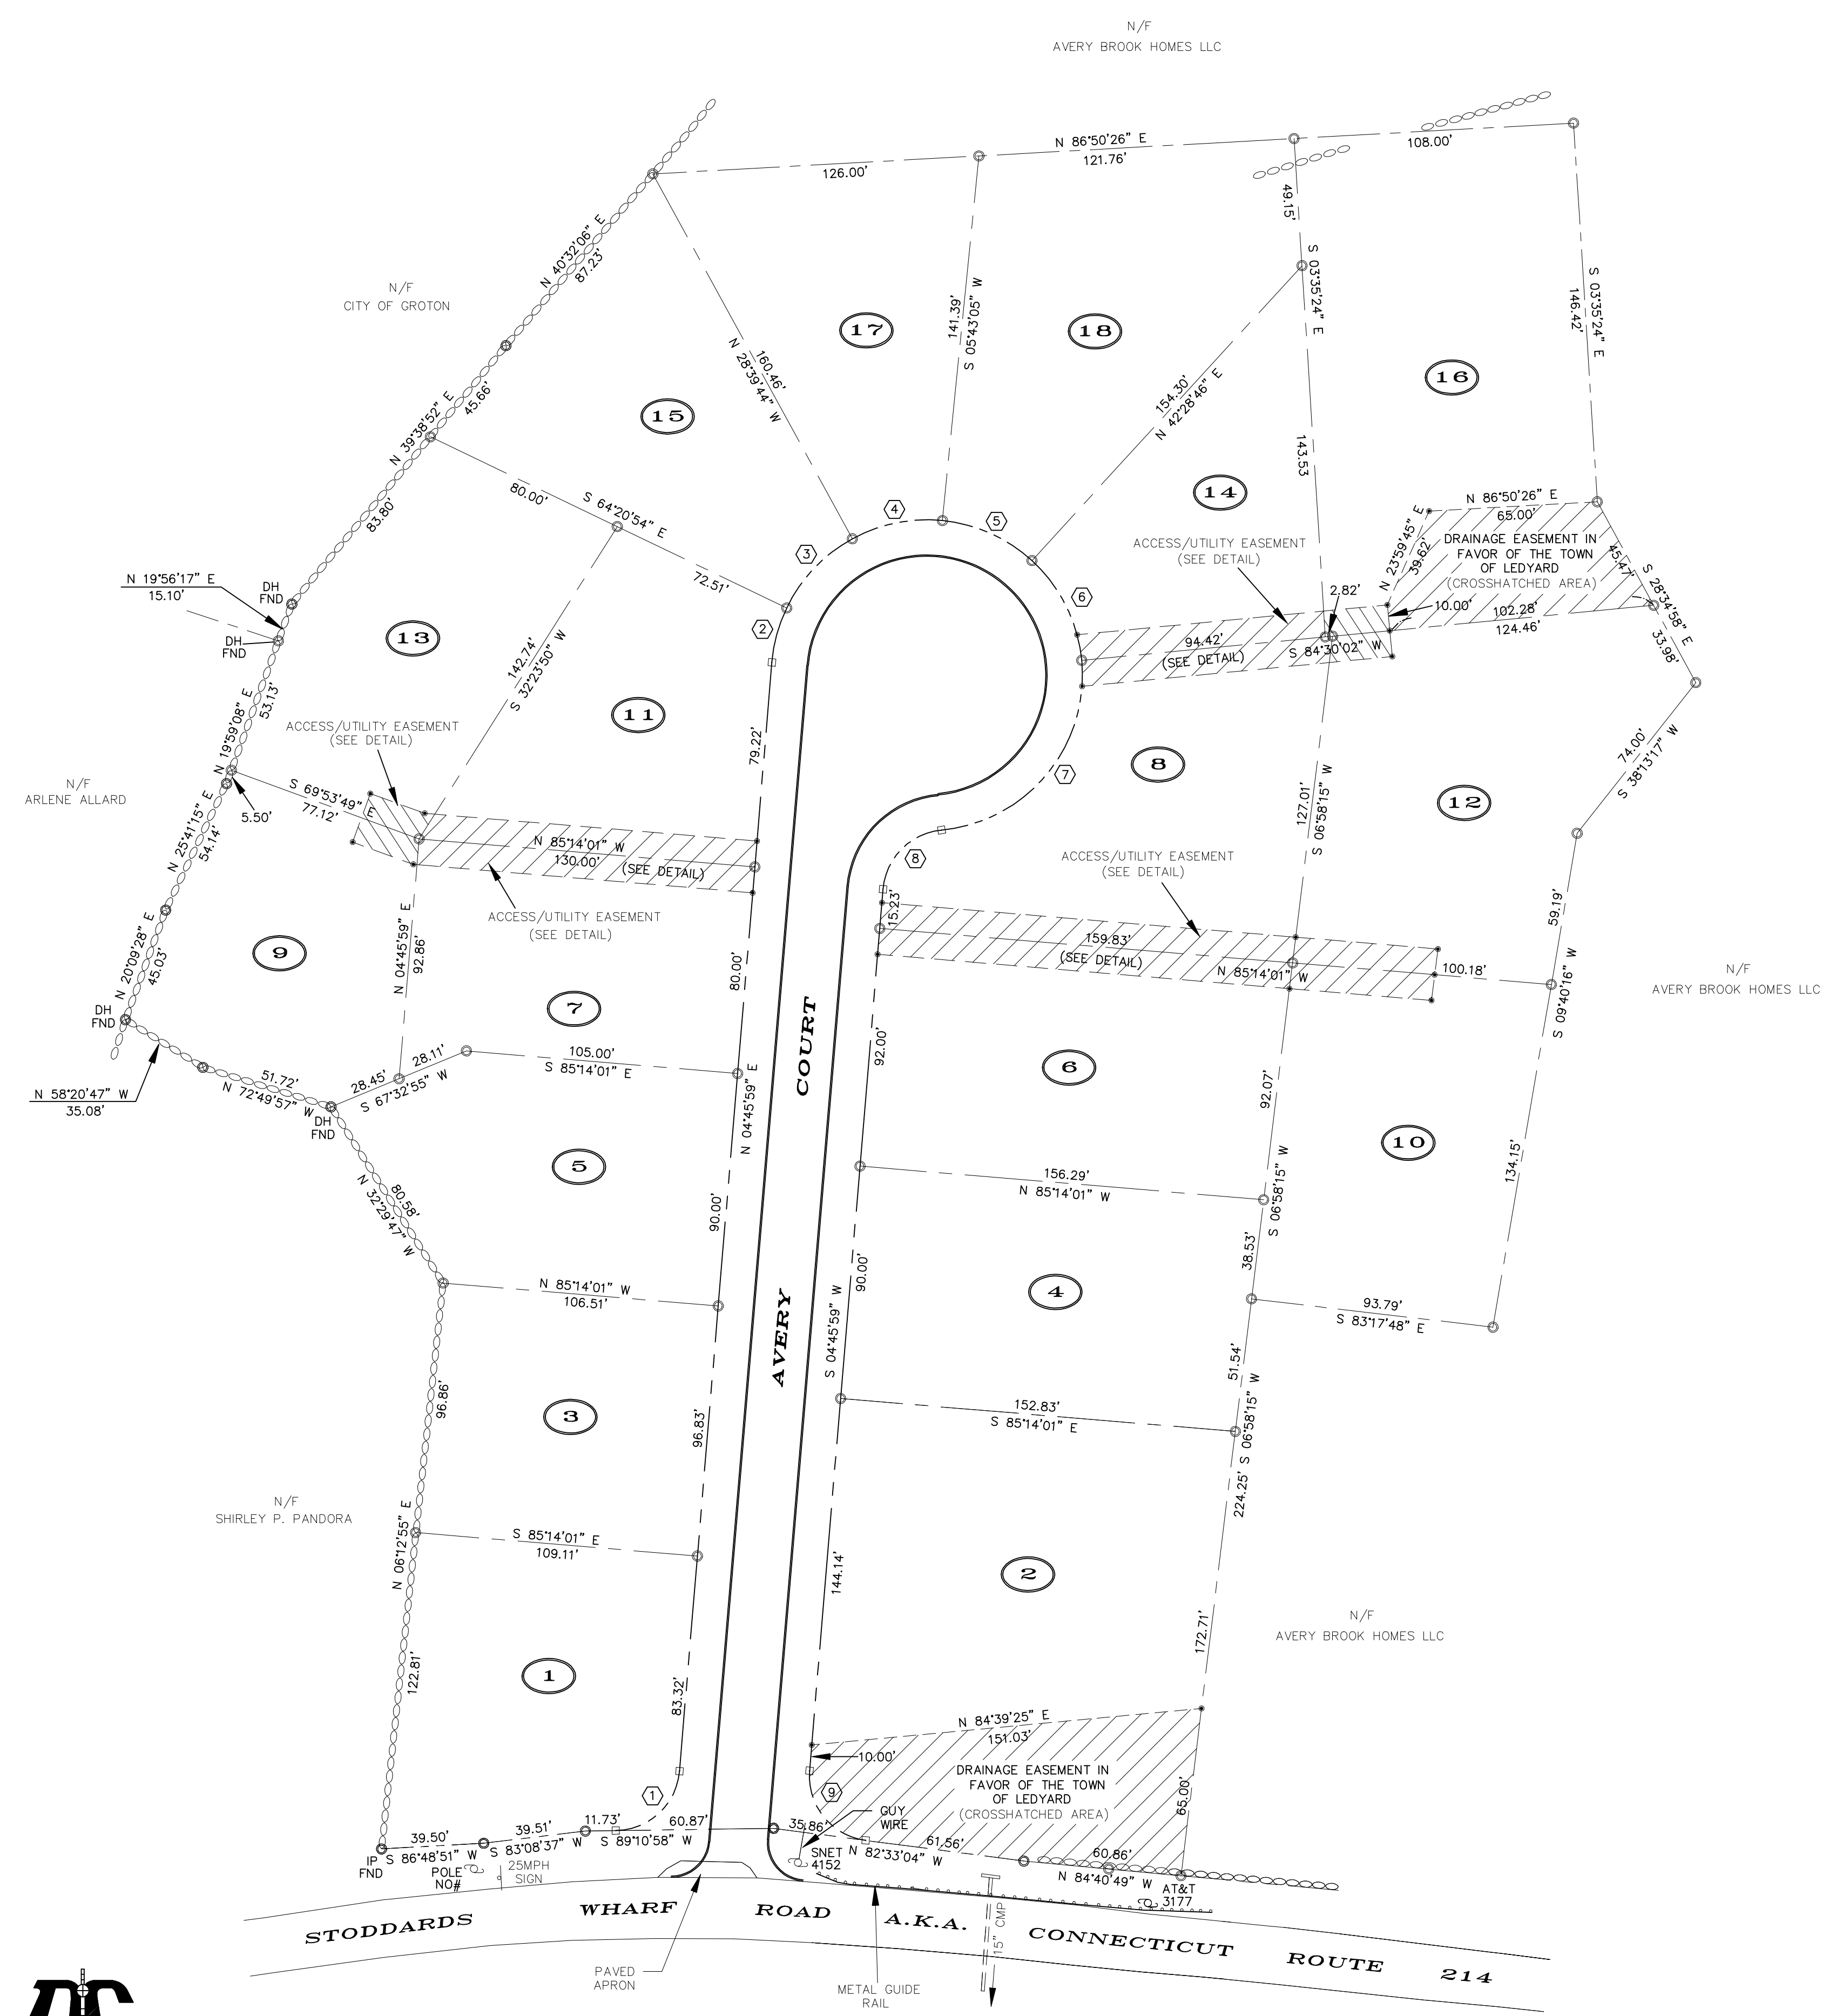 N/F
AVERY BROOK HOMES LLC
N 86°50'26" E
126.00'
121.76'
108.00'
N 40°32'06" E
87.23'
49.15'
S 03°35'24" E
S 03°35'24" E
146.42'
N/F
CITY OF GROTON
17
18
16
141.39'
S 05°43'05" W
160.46'
N 28°39'44" W
154.30'
N 42°28'46" E
N 39°38'52" E
45.66'
15
143.53
83.80'
80.00'
S 64°20'54" E
72.51'
14
4
5
3
6
2
N 86°50'26" E
65.00'
DRAINAGE EASEMENT IN
FAVOR OF THE TOWN
OF LEDYARD
(CROSSHATCHED AREA)
N 23°59'45" E
39.62'
45.47'
S 28°34'58" E
33.98'
ACCESS/UTILITY EASEMENT
(SEE DETAIL)
2.82'
10.00'
102.28'
124.46'
94.42'
(SEE DETAIL)
S 84°30'02" W
N 19°56'17" E
15.10'
DH
FND
DH
FND
13
142.74'
S 32°23'50" W
11
79.22'
N 19°59'08" E
53.13'
ACCESS/UTILITY EASEMENT
(SEE DETAIL)
N/F
ARLENE ALLARD
5.50'
S 69°53'49" E
77.12'
N 25°41'15" E
54.14'
N 85°14'01" W
130.00'
(SEE DETAIL)
7
8
8
74.00'
S 38°13'17" W
12
127.01'
S 06°58'15" W
ACCESS/UTILITY EASEMENT
(SEE DETAIL)
15.23'
159.83'
(SEE DETAIL)
N 85°14'01" W
100.18'
59.19'
S 09°40'16" W
N/F
AVERY BROOK HOMES LLC
ACCESS/UTILITY EASEMENT
(SEE DETAIL)
N 04°45'59" E
92.86'
9
N 20°09'28" E
45.03'
DH
FND
7
80.00'
N 58°20'47" W
35.08'
51.72'
N 72°49'57" W
28.45'
28.11'
S 67°32'55" W
DH
FND
105.00'
S 85°14'01" E
N 04°45'59" E
AVERY COURT
92.00'
6
92.07'
S 06°58'15" W
10
134.15'
5
80.58'
N 32°29'47" W
90.00'
156.29'
N 85°14'01" W
38.53'
N 85°14'01" W
106.51'
90.00'
S 04°45'59" W
4
93.79'
S 83°17'48" E
51.54'
224.25' S 06°58'15" W
96.86'
3
96.83'
152.83'
S 85°14'01" E
N/F
SHIRLEY P. PANDORA
S 85°14'01" E
109.11'
N 06°12'55" E
144.14'
2
172.71'
N/F
AVERY BROOK HOMES LLC
122.81'
1
83.32'
N 84°39'25" E
151.03'
10.00'
DRAINAGE EASEMENT IN
FAVOR OF THE TOWN
OF LEDYARD
(CROSSHATCHED AREA)
65.00'
1
9
GUY
WIRE
39.50'
S 86°48'51" W
39.51'
S 83°08'37" W
11.73'
60.87'
S 89°10'58" W
35.86'
N 82°33'04" W
61.56'
60.86'
N 84°40'49" W
IP
FND
POLE
NO#
25MPH
SIGN
SNET
4152
AT&T
3177
15" CMP
STODDARDS WHARF ROAD A.K.A. CONNECTICUT ROUTE 214
PAVED
APRON
METAL GUIDE
RAIL